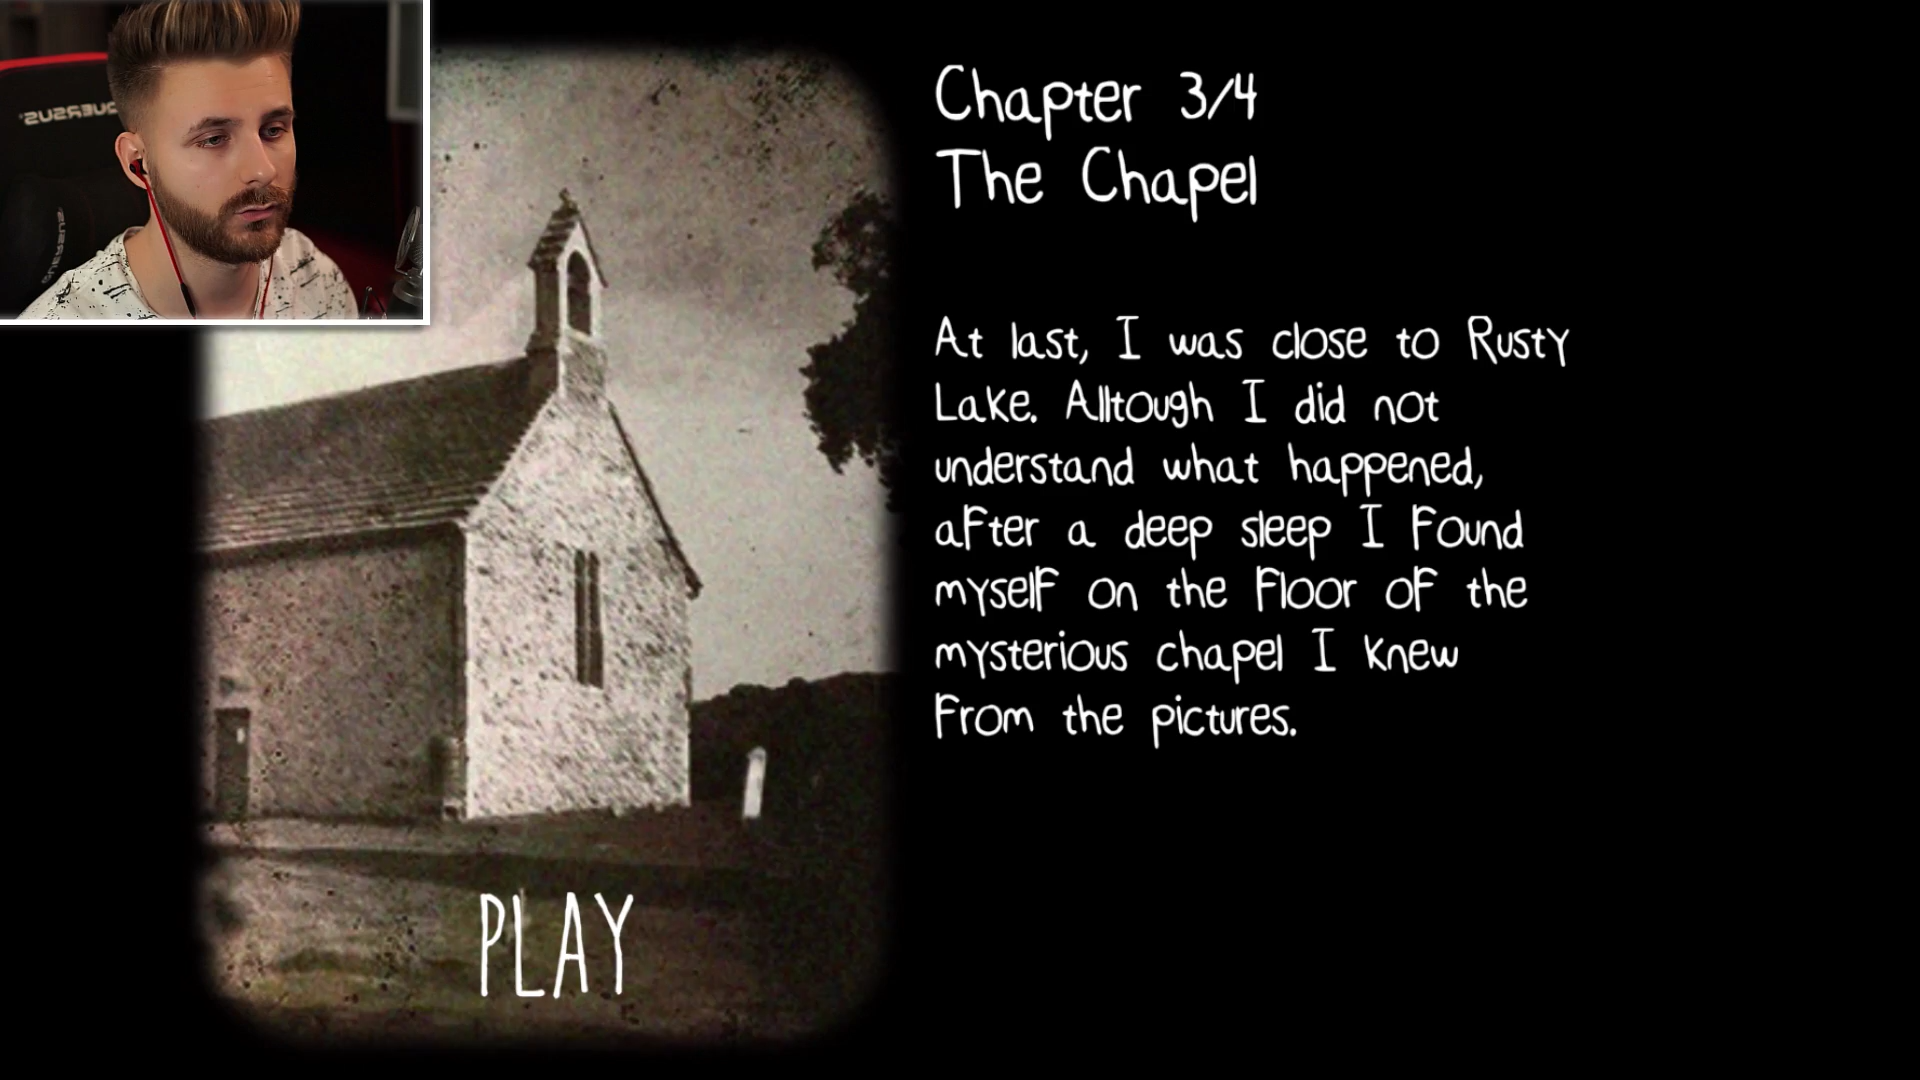 QUERSUS
Chapter 3/4
The Chapel
At last, I was close to Rusty
Lake. Alltough I did not
understand what happened,
after a deep sleep I found
myself on the floor of the
mysterious chapel I knew
from the pictures.
PLAY